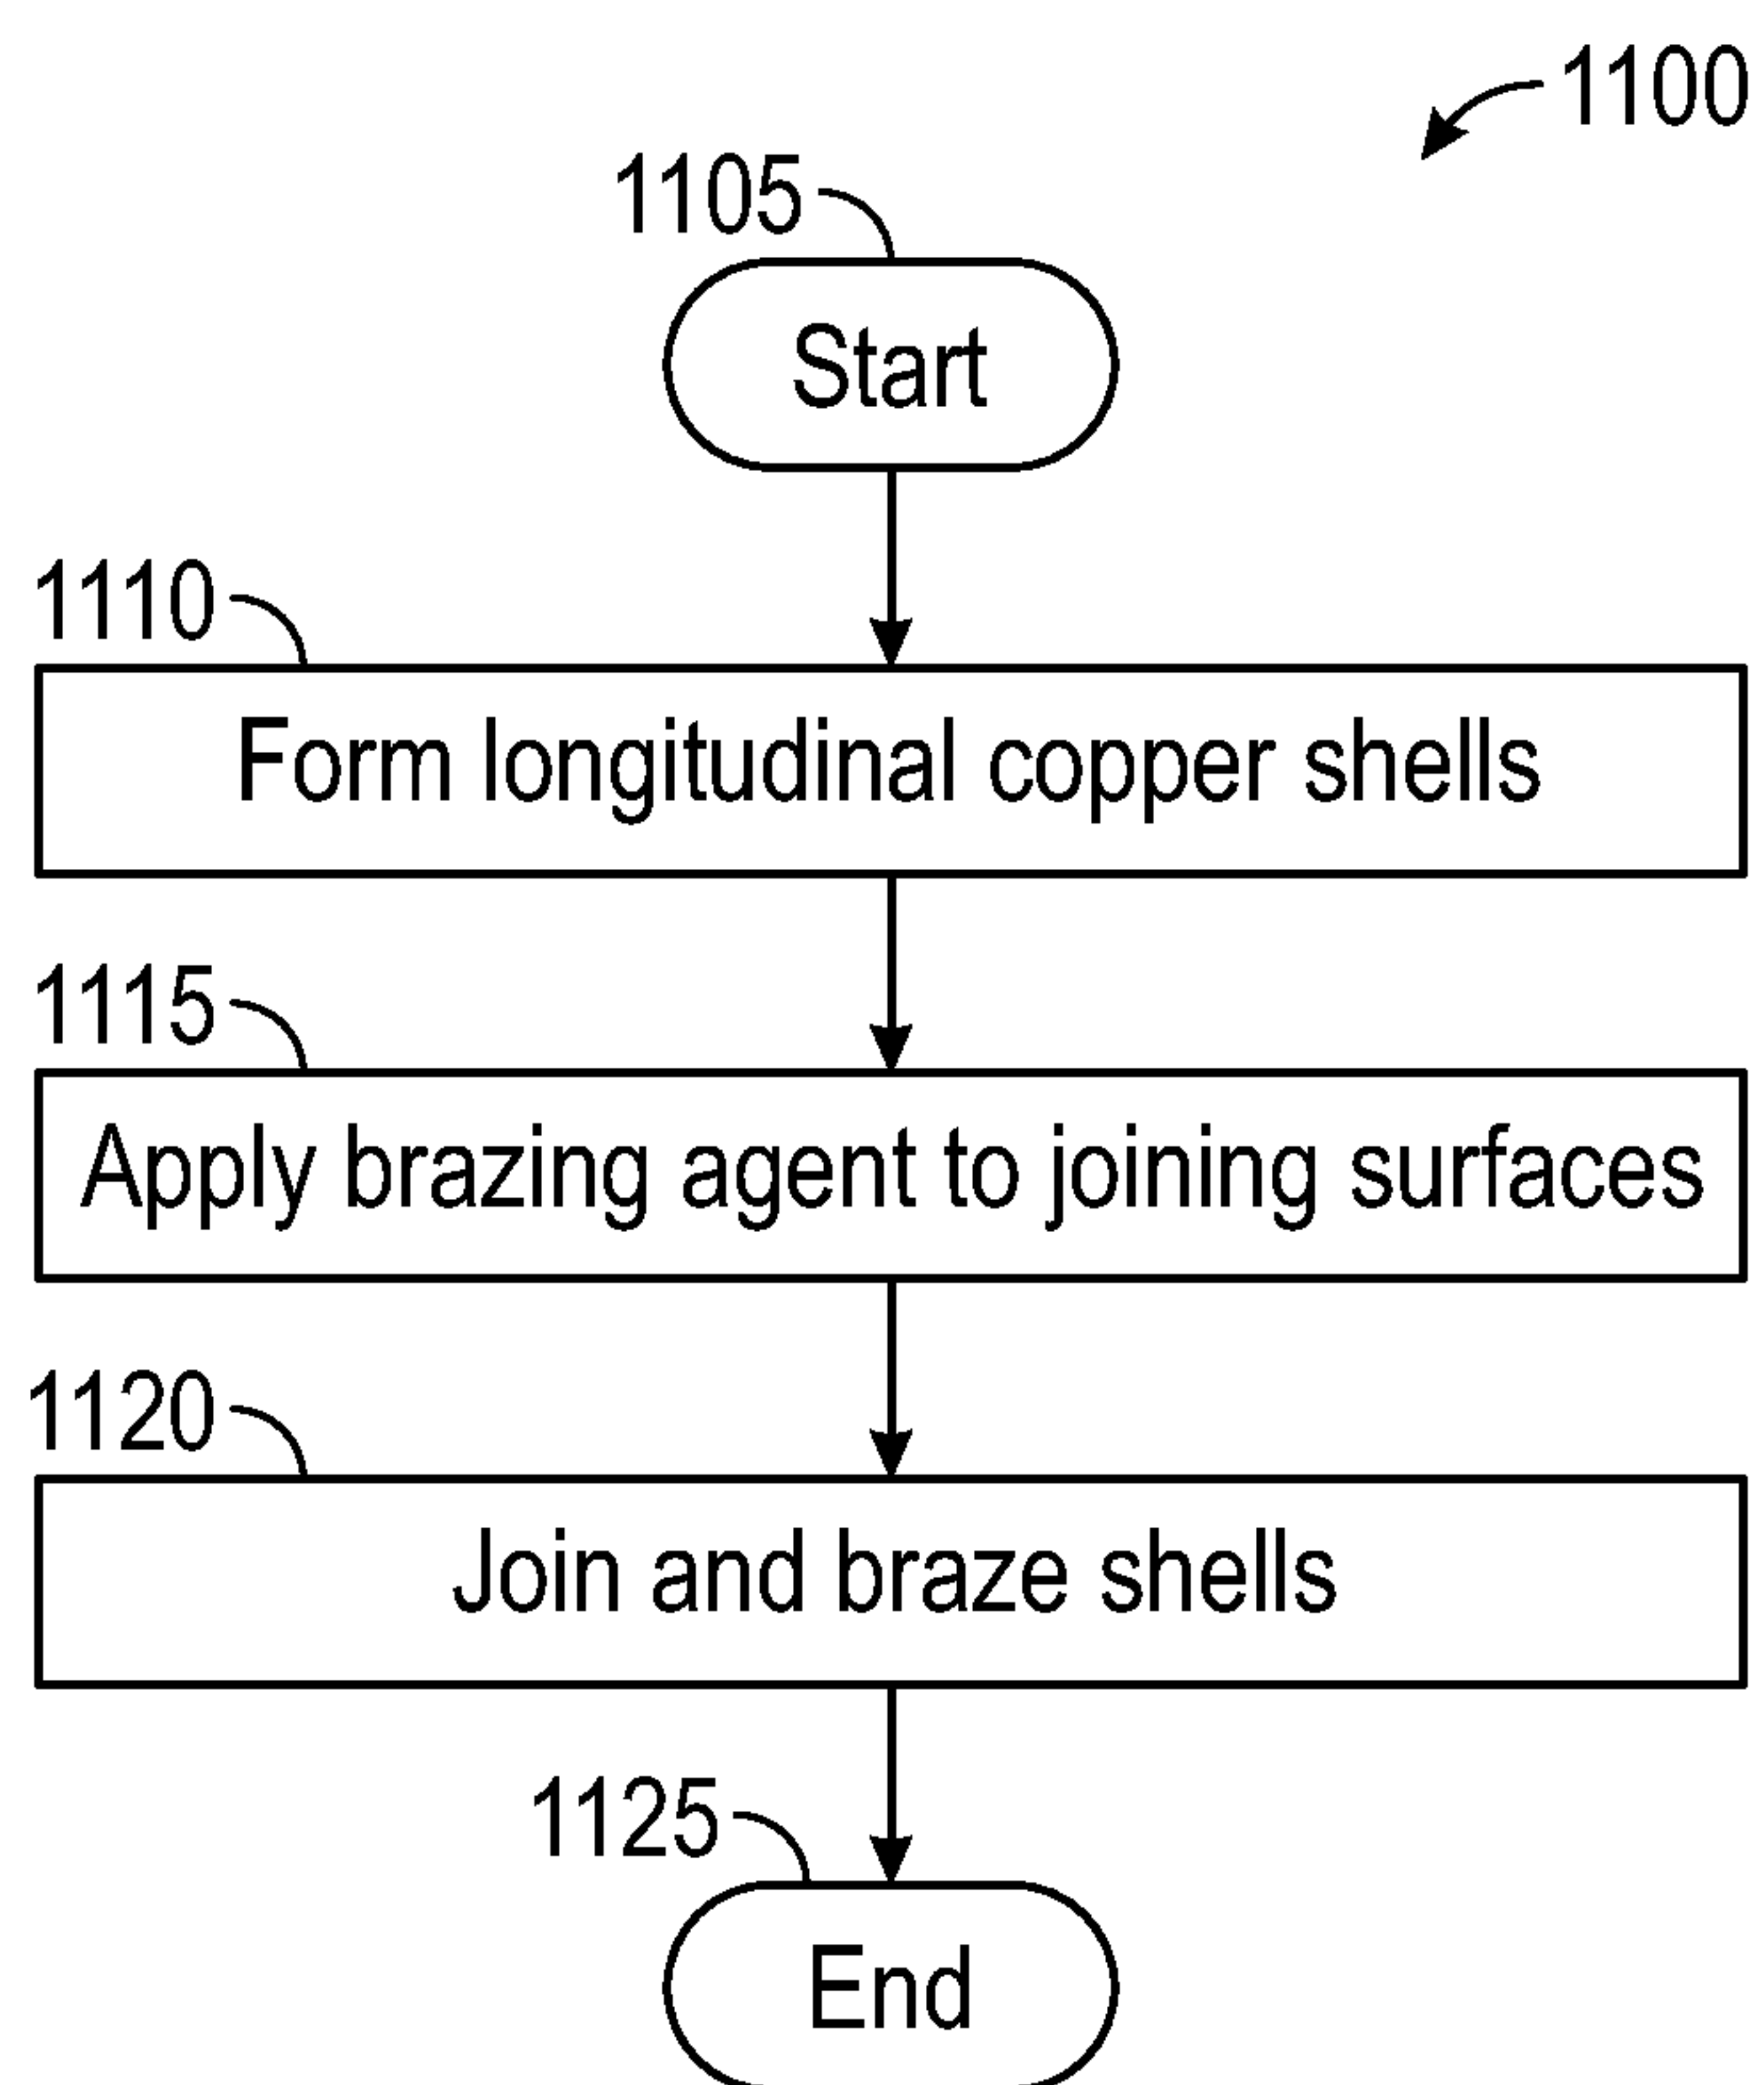 1100
1105
Start
1110
Form longitudinal copper shells
1115
Apply brazing agent to joining surfaces
1120
Join and braze shells
1125
End